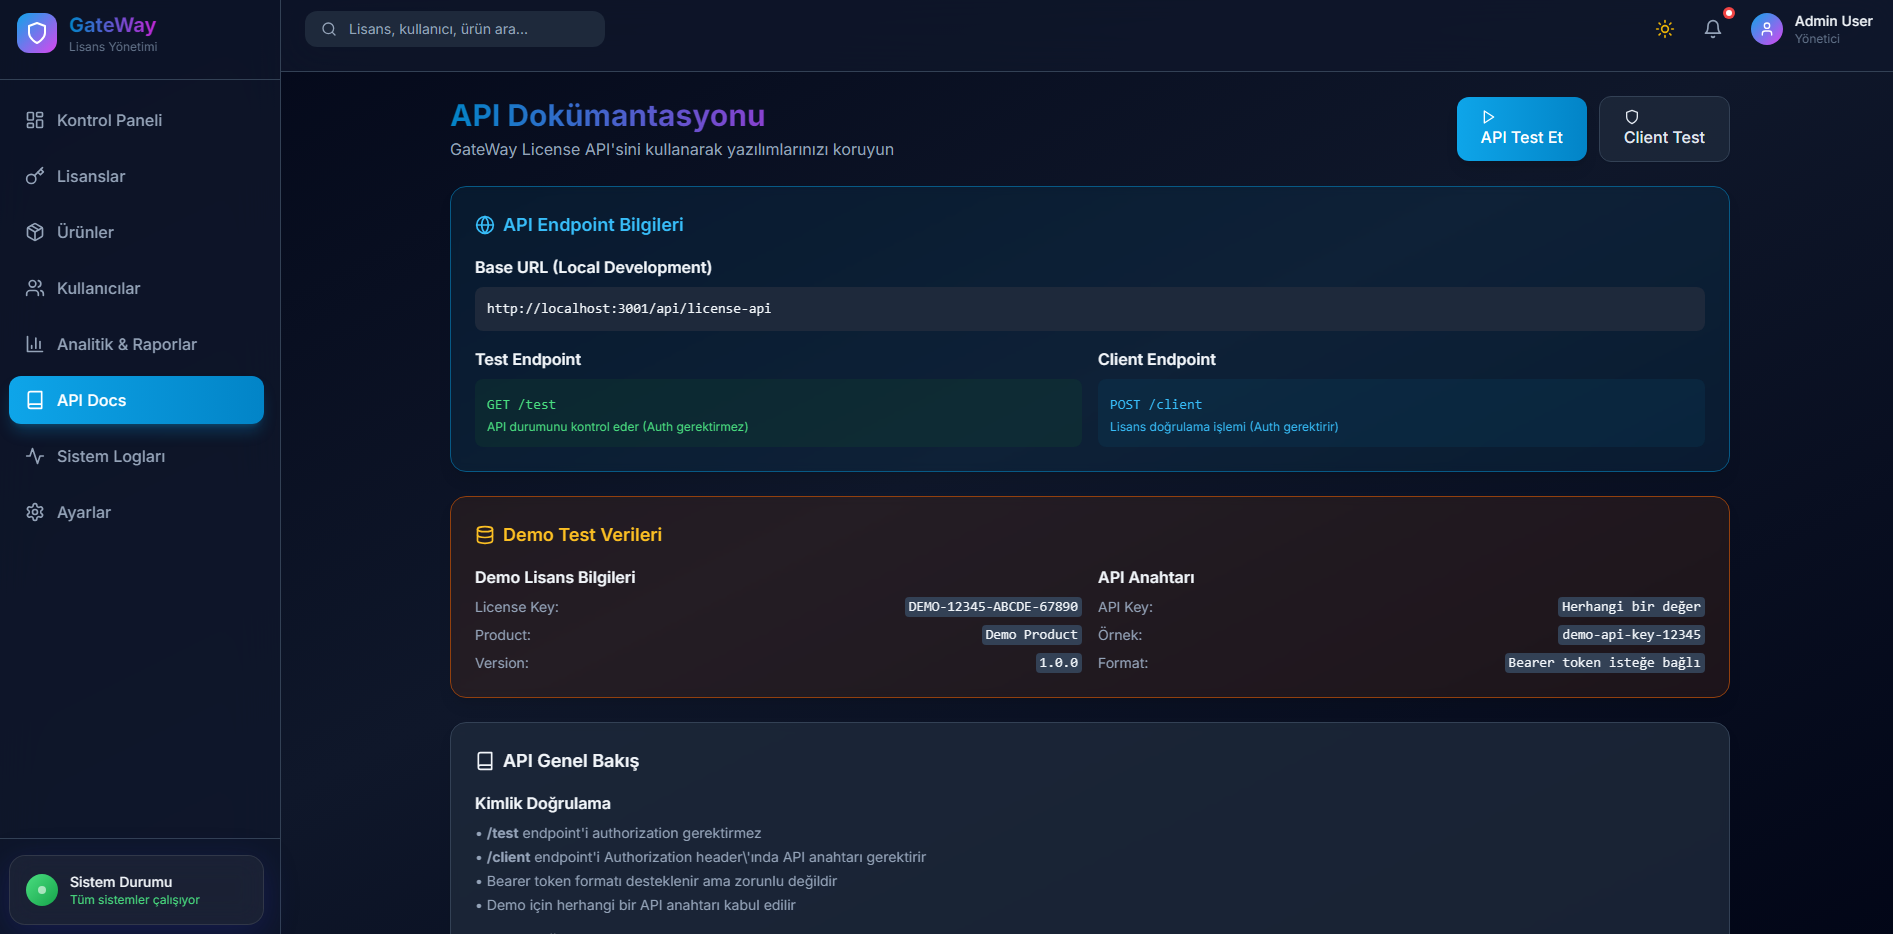 GateWay
Lisans Yönetimi
Lisans, kullanıcı, ürün ara...
Admin User
Yönetici
Kontrol Paneli
Lisanslar
Ürünler
Kullanıcılar
Analitik & Raporlar
API Docs
Sistem Logları
Ayarlar
Sistem Durumu
Tüm sistemler çalışıyor
API Dokümantasyonu
GateWay License API'sini kullanarak yazılımlarınızı koruyun
API Test Et
Client Test
API Endpoint Bilgileri
Base URL (Local Development)
http://localhost:3001/api/license-api
Test Endpoint
GET /test
API durumunu kontrol eder (Auth gerektirmez)
Client Endpoint
POST /client
Lisans doğrulama işlemi (Auth gerektirir)
Demo Test Verileri
Demo Lisans Bilgileri
License Key: DEMO-12345-ABCDE-67890
Product: Demo Product
Version: 1.0.0
API Anahtarı
API Key: Herhangi bir değer
Örnek: demo-api-key-12345
Format: Bearer token isteğe bağlı
API Genel Bakış
Kimlik Doğrulama
• /test endpoint'i authorization gerektirmez
• /client endpoint'i Authorization header\'ında API anahtarı gerektirir
• Bearer token formatı desteklenir ama zorunlu değildir
• Demo için herhangi bir API anahtarı kabul edilir